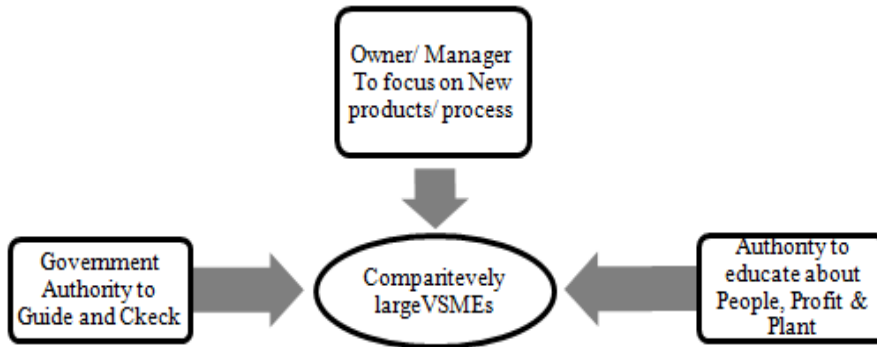 Owner/ Manager
To focus on New
products/ process
Government
Authority to
Guide and Ckeck
Comparitevely
largeVSMEs
Authority to
educate about
People, Profit &
Plant